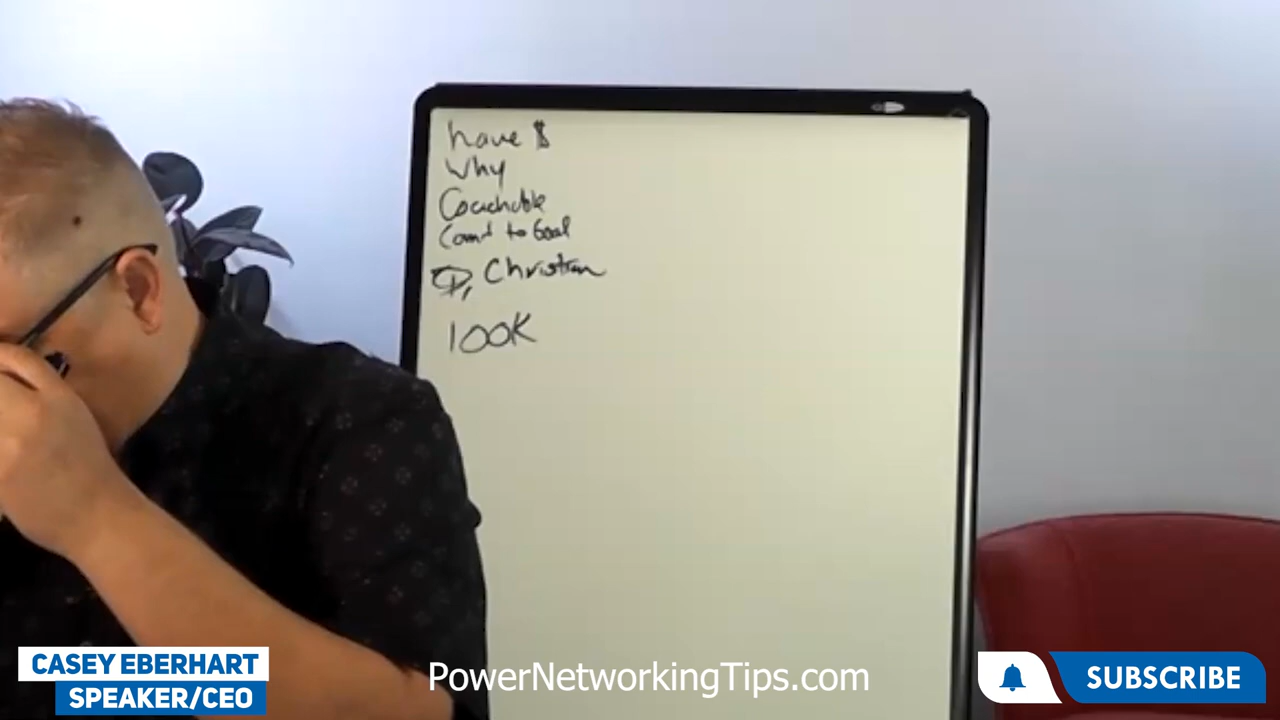 have $
Why
Coachable
Com't to Goal
Christian
100K
CASEY EBERHART
SPEAKER/CEO
PowerNetworkingTips.com
SUBSCRIBE